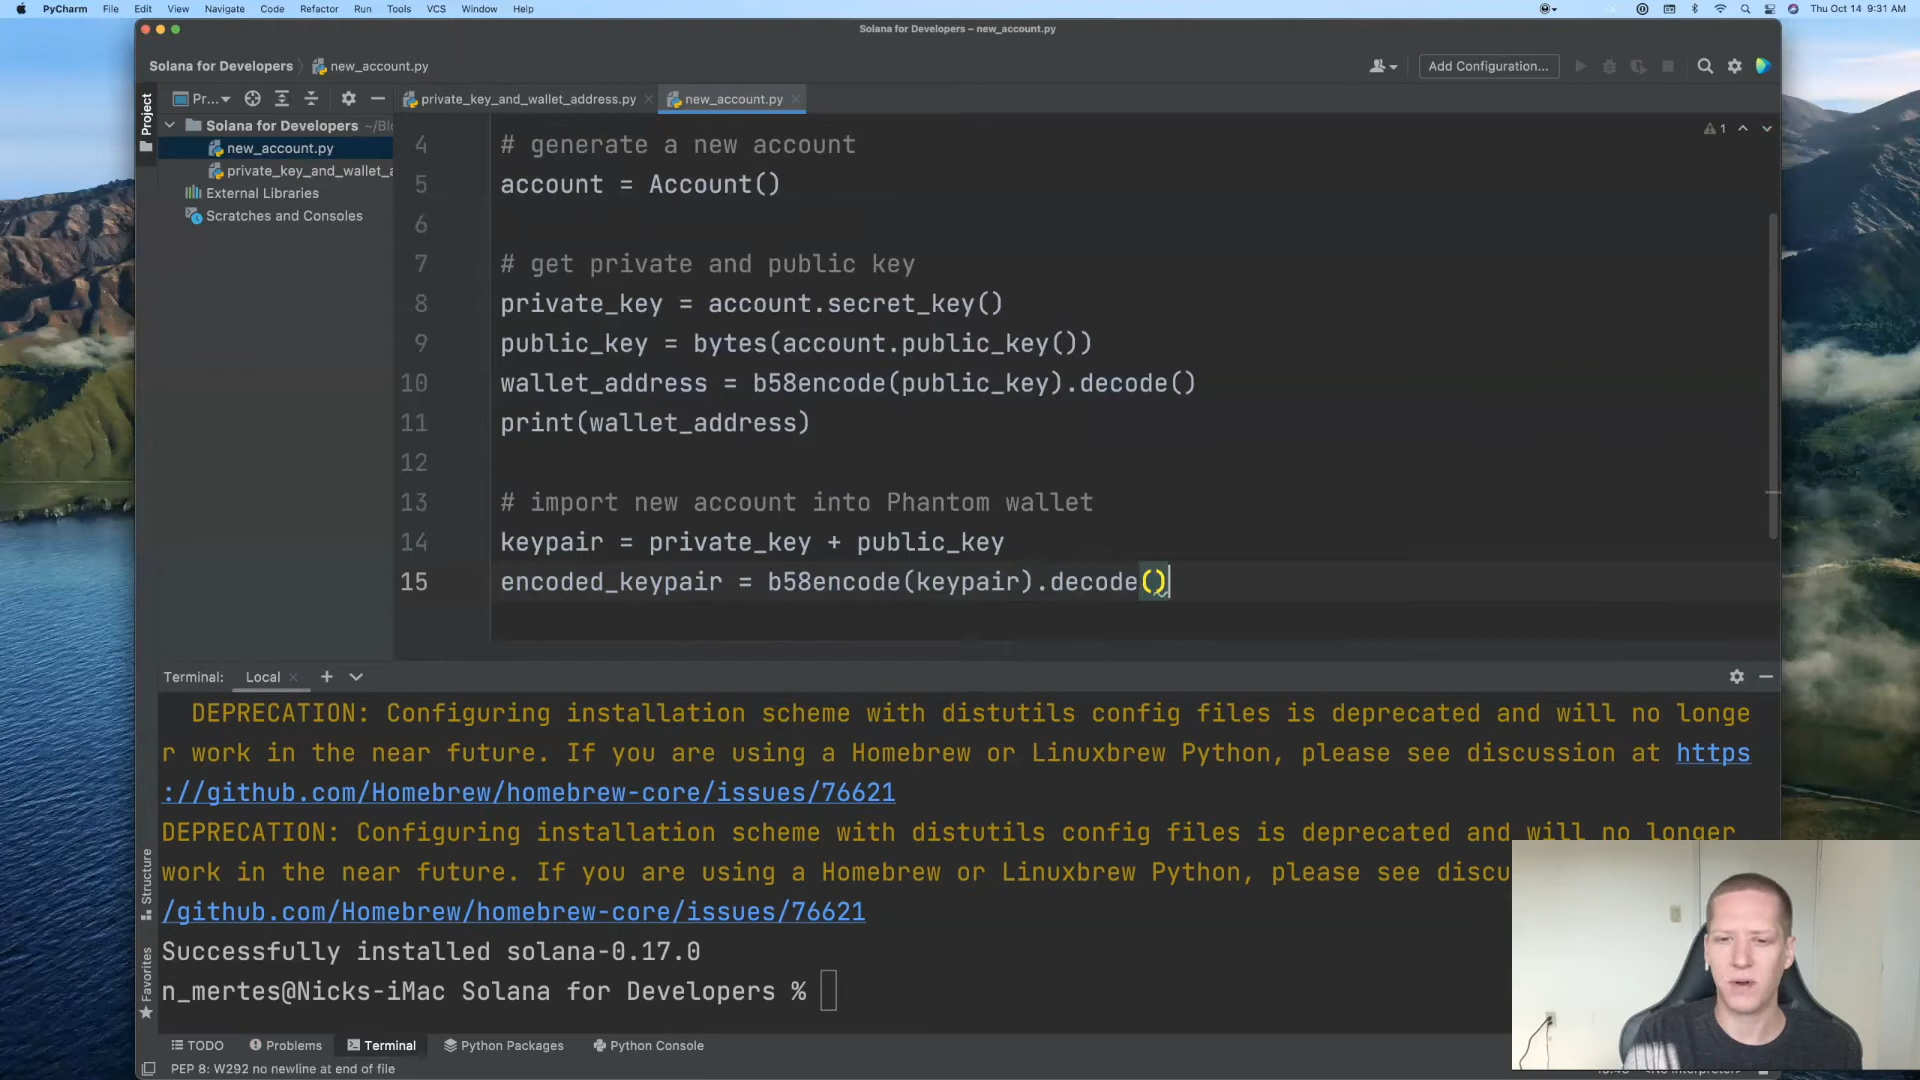 PyCharm File Edit View Navigate Code Refactor Run Tools VCS Window Help Thu Oct 14 9:31 AM
Solana for Developers – new_account.py
Solana for Developers new_account.py Add Configuration...
Project Pr... private_key_and_wallet_address.py new_account.py
Solana for Developers ~/Blo
new_account.py
private_key_and_wallet_a
External Libraries
Scratches and Consoles
1
4 # generate a new account
5 account = Account()
6
7 # get private and public key
8 private_key = account.secret_key()
9 public_key = bytes(account.public_key())
10 wallet_address = b58encode(public_key).decode()
11 print(wallet_address)
12
13 # import new account into Phantom wallet
14 keypair = private_key + public_key
15 encoded_keypair = b58encode(keypair).decode()
Terminal: Local
DEPRECATION: Configuring installation scheme with distutils config files is deprecated and will no longe
r work in the near future. If you are using a Homebrew or Linuxbrew Python, please see discussion at https
://github.com/Homebrew/homebrew-core/issues/76621
DEPRECATION: Configuring installation scheme with distutils config files is deprecated and will no longer
work in the near future. If you are using a Homebrew or Linuxbrew Python, please see discu
/github.com/Homebrew/homebrew-core/issues/76621
Successfully installed solana-0.17.0
n_mertes@Nicks-iMac Solana for Developers %
Structure
Favorites
TODO Problems Terminal Python Packages Python Console
PEP 8: W292 no newline at end of file